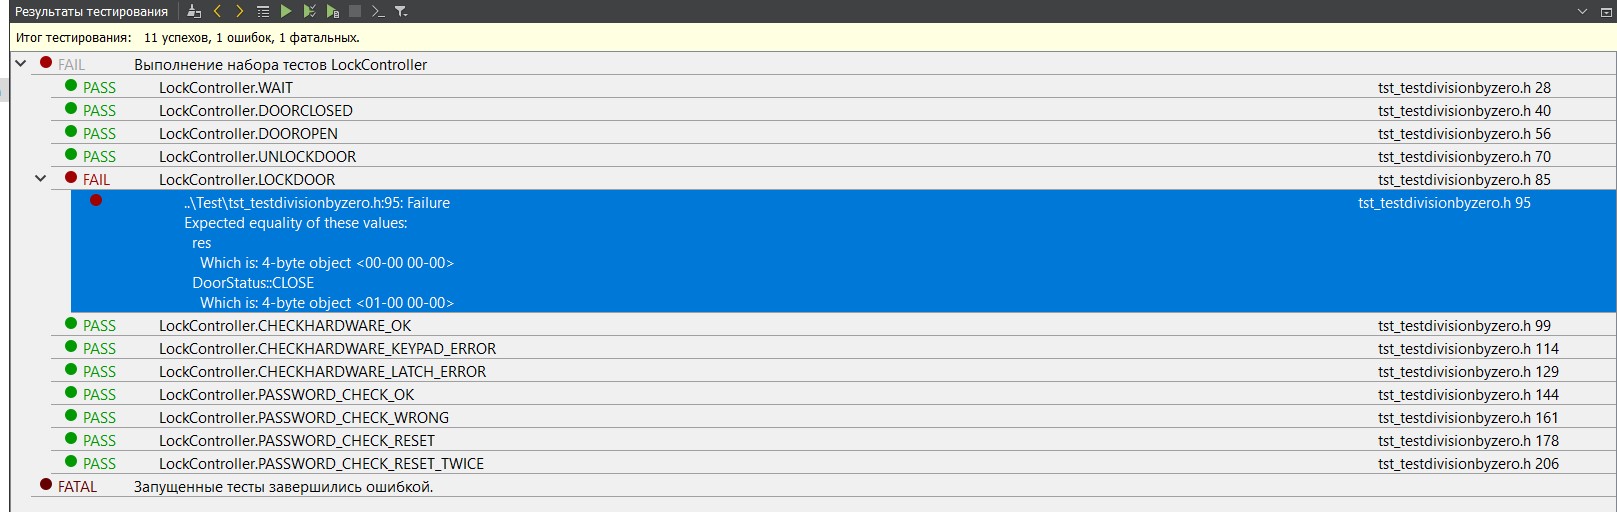 Результаты тестирования
Итог тестирования: 11 успехов, 1 ошибок, 1 фатальных.
FAIL Выполнение набора тестов LockController
PASS LockController.WAIT tst_testdivisionbyzero.h 28
PASS LockController.DOORCLOSED tst_testdivisionbyzero.h 40
PASS LockController.DOOROPEN tst_testdivisionbyzero.h 56
PASS LockController.UNLOCKDOOR tst_testdivisionbyzero.h 70
FAIL LockController.LOCKDOOR tst_testdivisionbyzero.h 85
..\Test\tst_testdivisionbyzero.h:95: Failure tst_testdivisionbyzero.h 95
Expected equality of these values:
res
Which is: 4-byte object <00-00 00-00>
DoorStatus::CLOSE
Which is: 4-byte object <01-00 00-00>
PASS LockController.CHECKHARDWARE_OK tst_testdivisionbyzero.h 99
PASS LockController.CHECKHARDWARE_KEYPAD_ERROR tst_testdivisionbyzero.h 114
PASS LockController.CHECKHARDWARE_LATCH_ERROR tst_testdivisionbyzero.h 129
PASS LockController.PASSWORD_CHECK_OK tst_testdivisionbyzero.h 144
PASS LockController.PASSWORD_CHECK_WRONG tst_testdivisionbyzero.h 161
PASS LockController.PASSWORD_CHECK_RESET tst_testdivisionbyzero.h 178
PASS LockController.PASSWORD_CHECK_RESET_TWICE tst_testdivisionbyzero.h 206
FATAL Запущенные тесты завершились ошибкой.